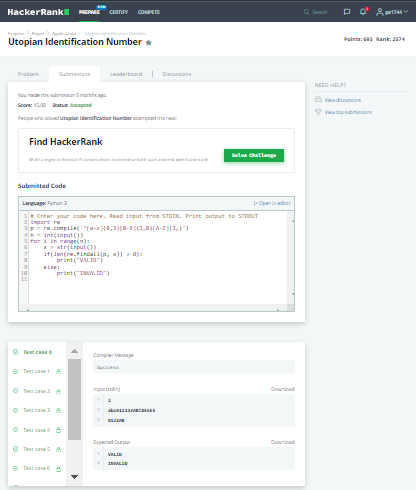 HackerRank
PREPARE
NEW
CERTIFY
COMPETE
Search
Prepare > Regex > Applications > Utopian Identification Number
Utopian Identification Number ★
Points: 695 Rank: 2574
Problem
Submissions
Leaderboard
Discussions
You made this submission 5 months ago.
Score: 15.00 Status: Accepted
People who solved Utopian Identification Number attempted this next:
NEED HELP?
View discussions
View top submissions
Find HackerRank
Write a regex to find out if conversations start/end or both start and end with hackerrank
Solve Challenge
Submitted Code
Language: Python 3
Open in editor
1 # Enter your code here. Read input from STDIN. Print output to STDOUT
2 import re
3 p = re.compile('^[a-z]{0,3}[0-9]{2,8}[A-Z]{3,}')
4 n = int(input())
5 for i in range(n):
6 x = str(input())
7 if(len(re.findall(p, x)) > 0):
8 print("VALID")
9 else:
10 print("INVALID")
11
Test case 0
Test case 1
Test case 2
Test case 3
Test case 4
Test case 5
Test case 6
Compiler Message
Success
Input (stdin)
Download
1 2
2 abc012333ABCDEEEE
3 0123AB
Expected Output
Download
1 VALID
2 INVALID